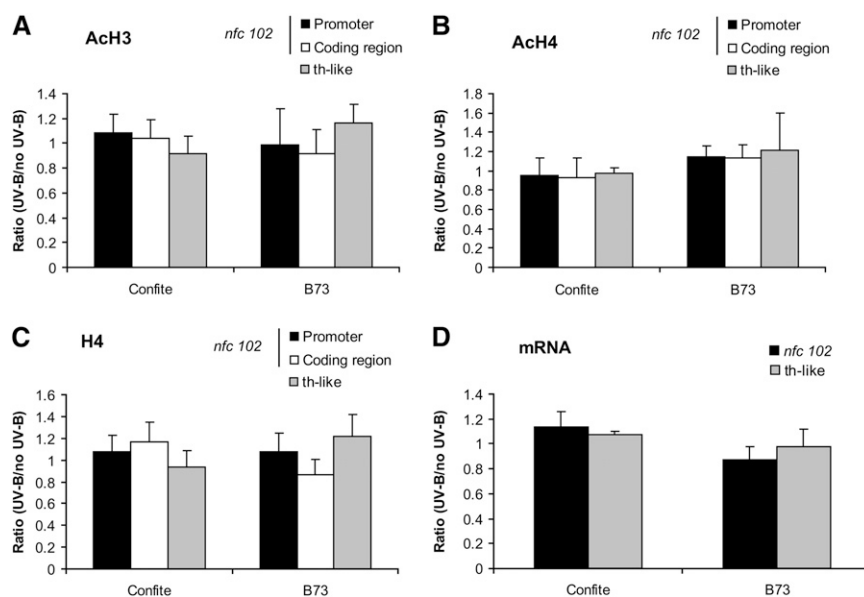 A
AcH3
nfc 102
Promoter
Coding region
th-like
Ratio (UV-B/no UV-B)
1.4
1.2
1
0.8
0.6
0.4
0.2
0
Confite
B73
B
AcH4
nfc 102
Promoter
Coding region
th-like
Ratio (UV-B/no UV-B)
1.8
1.6
1.4
1.2
1
0.8
0.6
0.4
0.2
0
Confite
B73
C
H4
nfc 102
Promoter
Coding region
th-like
Ratio (UV-B/no UV-B)
1.6
1.4
1.2
1
0.8
0.6
0.4
0.2
0
Confite
B73
D
mRNA
nfc 102
th-like
Ratio (UV-B/no UV-B)
1.4
1.2
1
0.8
0.6
0.4
0.2
0
Confite
B73